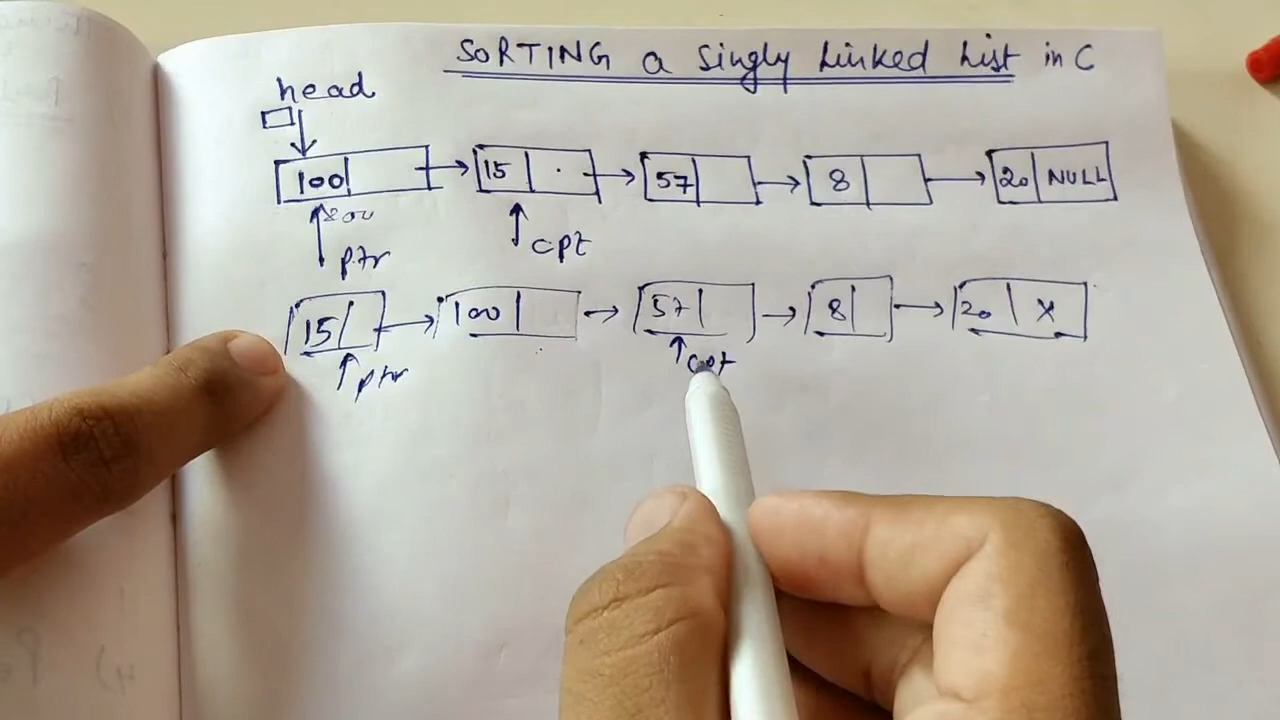 SORTING a Singly Linked List in C
head
100 15 57 8 20 NULL
ptr cpt
15 100 57 8 20 X
ptr cpt